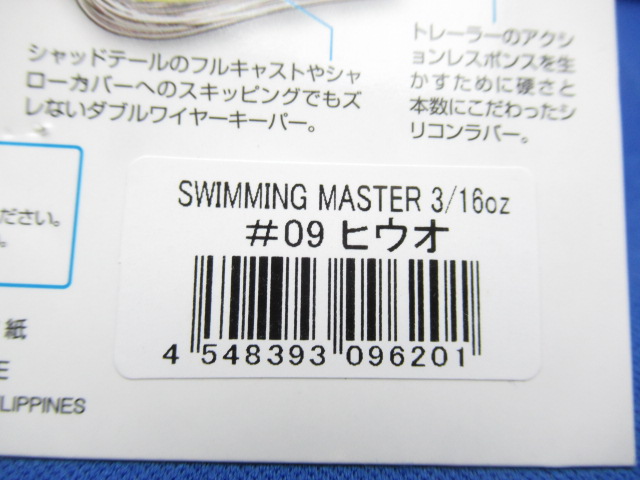 シャッドテールのフルキャストやシャ
ローカバーへのスキッピングでもズ
レないダブルワイヤーキーパー。
トレーラーのアクシ
ョンレスポンスを生
かすために硬さと
本数にこだわったシ
リコンラバー。
ださい。
SWIMMING MASTER 3/16oz
#09 ヒウオ
4 548393 096201
紙
E
LIPPINES